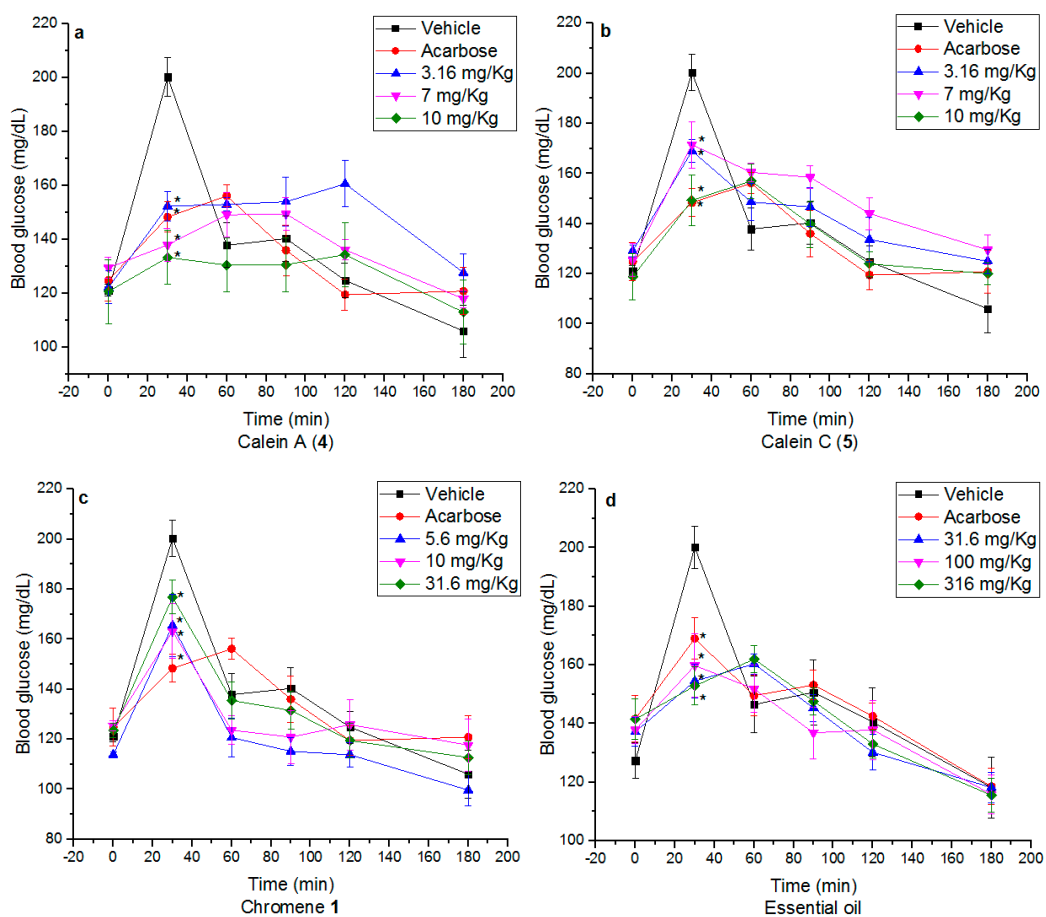 a
Vehicle
Acarbose
3.16 mg/Kg
7 mg/Kg
10 mg/Kg
220
200
180
160
140
120
100
Blood glucose (mg/dL)
* * * *
-20 0 20 40 60 80 100 120 140 160 180 200
Time (min)
Calein A (4)
b
Vehicle
Acarbose
3.16 mg/Kg
7 mg/Kg
10 mg/Kg
220
200
180
160
140
120
100
80
Blood glucose (mg/dL)
* * * *
-20 0 20 40 60 80 100 120 140 160 180 200
Time (min)
Calein C (5)
c
Vehicle
Acarbose
5.6 mg/Kg
10 mg/Kg
31.6 mg/Kg
220
200
180
160
140
120
100
80
Blood glucose (mg/dL)
* * * *
-20 0 20 40 60 80 100 120 140 160 180 200
Time (min)
Chromene 1
d
Vehicle
Acarbose
31.6 mg/Kg
100 mg/Kg
316 mg/Kg
220
200
180
160
140
120
100
Blood glucose (mg/dL)
* * * *
-20 0 20 40 60 80 100 120 140 160 180 200
Time (min)
Essential oil